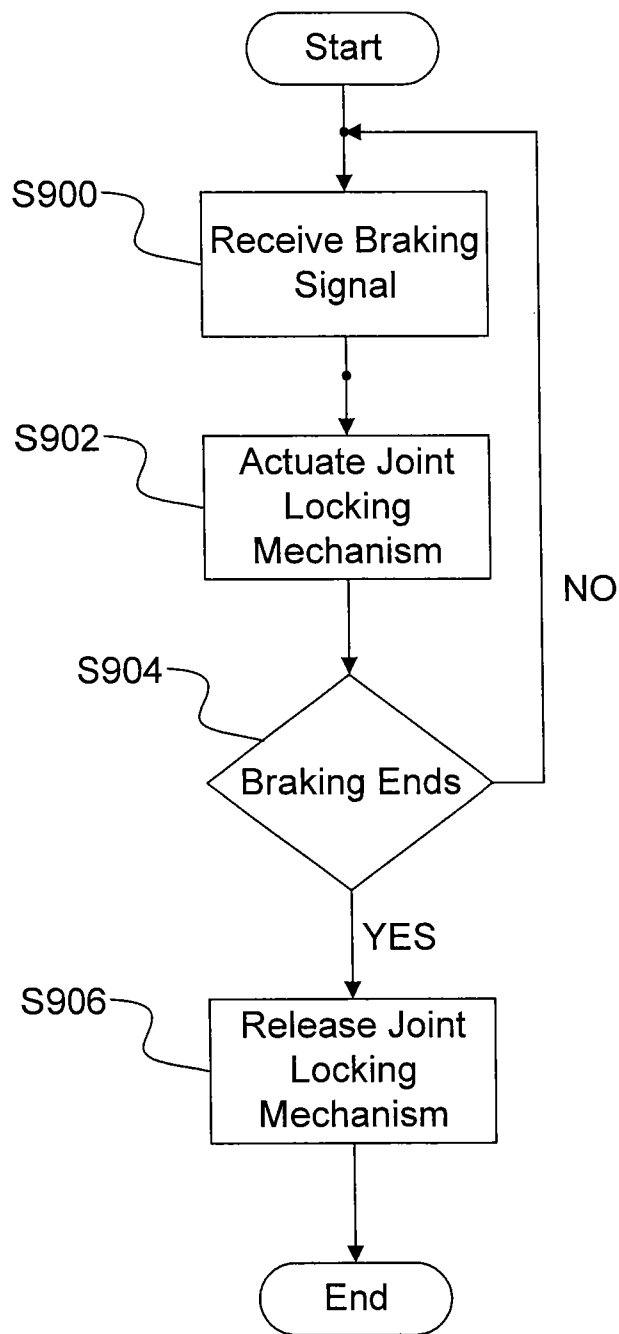 Start
S900
Receive Braking
Signal
S902
Actuate Joint
Locking
Mechanism
NO
S904
Braking Ends
YES
S906
Release Joint
Locking
Mechanism
End